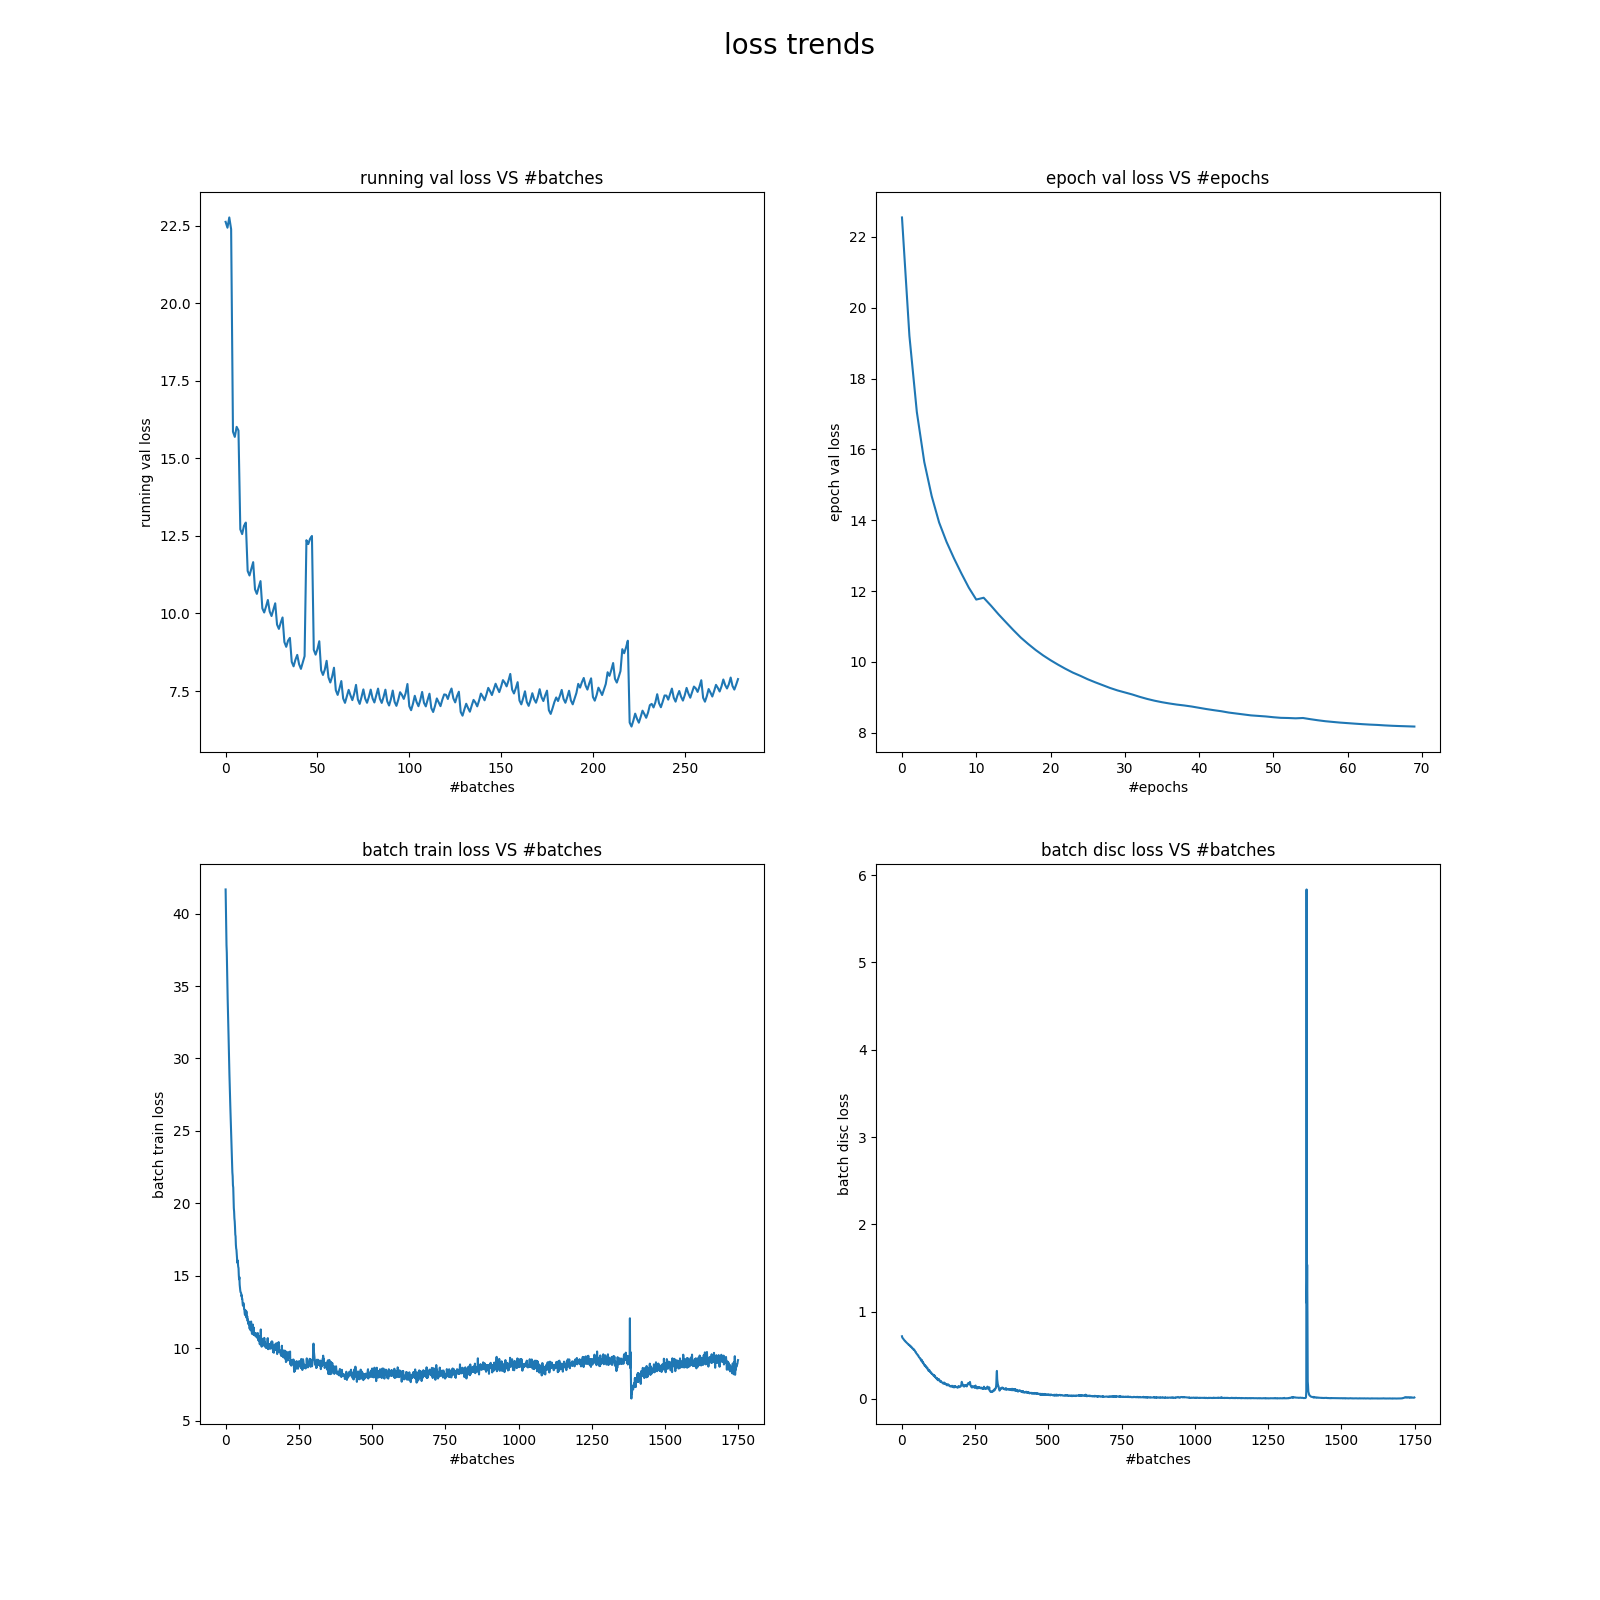 loss trends
running val loss VS #batches
22.5
20.0
17.5
15.0
12.5
10.0
7.5
running val loss
0 50 100 150 200 250
#batches
epoch val loss VS #epochs
22
20
18
16
14
12
10
8
epoch val loss
0 10 20 30 40 50 60 70
#epochs
batch train loss VS #batches
40
35
30
25
20
15
10
5
batch train loss
0 250 500 750 1000 1250 1500 1750
#batches
batch disc loss VS #batches
6
5
4
3
2
1
0
batch disc loss
0 250 500 750 1000 1250 1500 1750
#batches